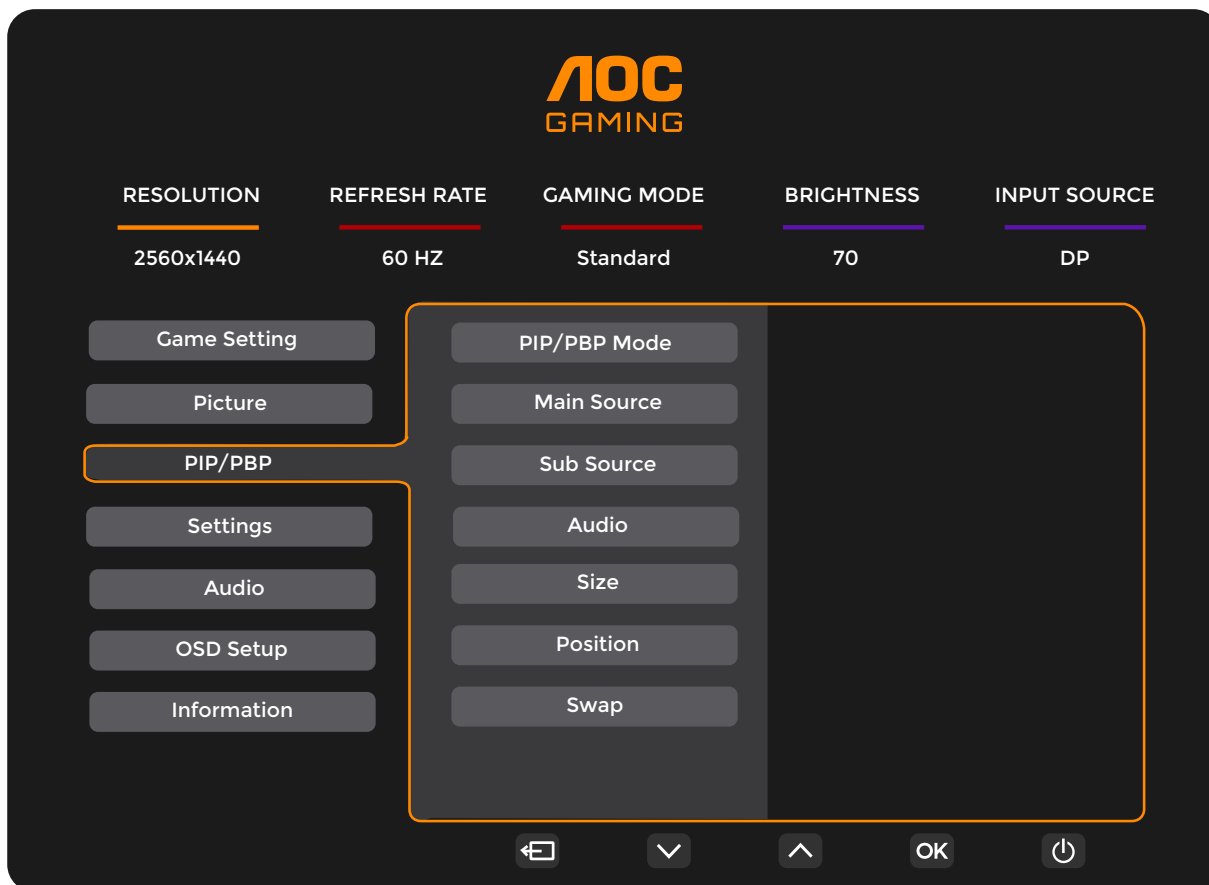 AOC
GAMING
RESOLUTION REFRESH RATE GAMING MODE BRIGHTNESS INPUT SOURCE
2560x1440 60 HZ Standard 70 DP
Game Setting
Picture
PIP/PBP
Settings
Audio
OSD Setup
Information
PIP/PBP Mode
Main Source
Sub Source
Audio
Size
Position
Swap
OK